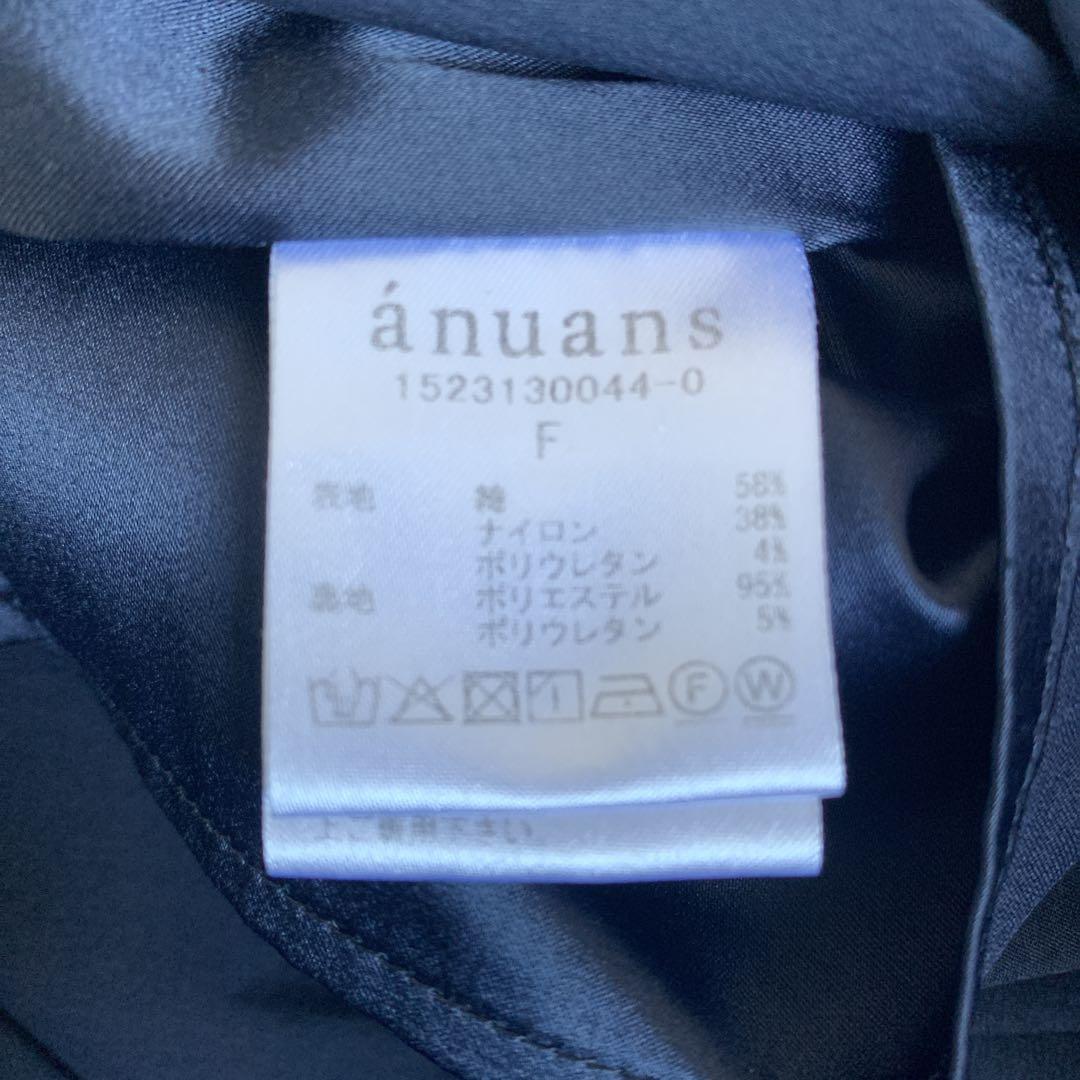 ánuans
1523130044-0
F
表地 綿 58%
ナイロン 38%
ポリウレタン 4%
裏地 ポリエステル 95%
ポリウレタン 5%
F W